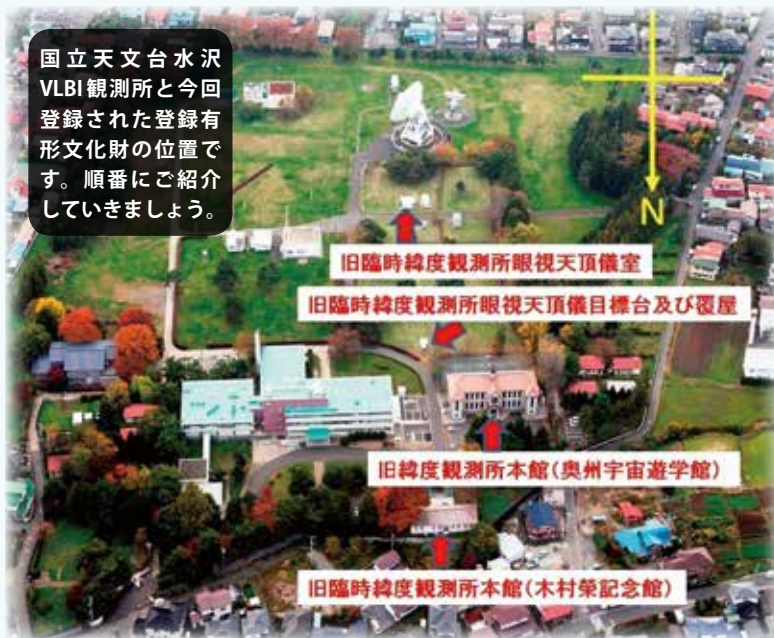 国立天文台水沢
VLBI観測所と今回
登録された登録有
形文化財の位置で
す。順番にご紹介
していきましょう。
N
旧臨時緯度観測所眼視天頂儀室
旧臨時緯度観測所眼視天頂儀目標台及び覆屋
旧緯度観測所本館(奥州宇宙遊学館)
旧臨時緯度観測所本館(木村榮記念館)